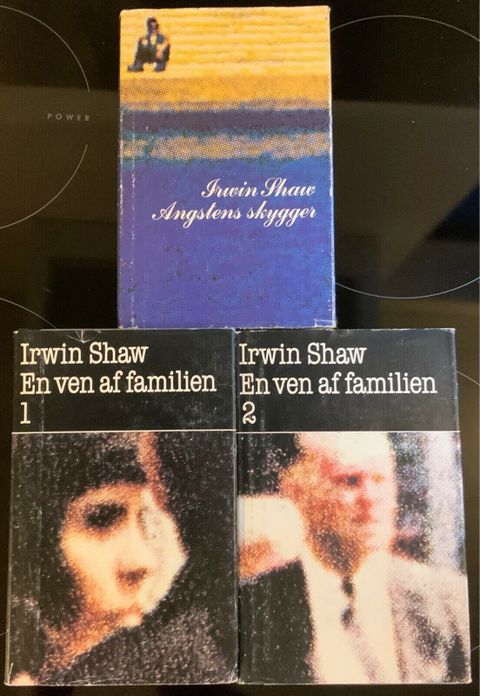 POWER
Irwin Shaw
Angstens skygger
Irwin Shaw
En ven af familien
1
Irwin Shaw
En ven af familien
2